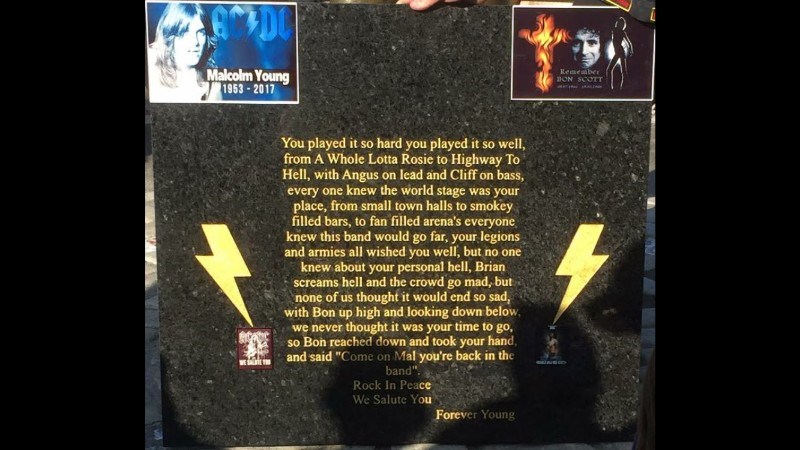 AC/DC
Malcolm Young
1953 - 2017
Remember
BON SCOTT
You played it so hard you played it so well,
from A Whole Lotta Rosie to Highway To
Hell, with Angus on lead and Cliff on bass,
every one knew the world stage was your
place, from small town halls to smokey
filled bars, to fan filled arena's everyone
knew this band would go far, your legions
and armies all wished you well, but no one
knew about your personal hell, Brian
screams hell and the crowd go mad, but
none of us thought it would end so sad,
with Bon up high and looking down below,
we never thought it was your time to go,
so Bon reached down and took your hand,
and said "Come on Mal you're back in the
band".
Rock In Peace
We Salute You
Forever Young
WE SALUTE YOU